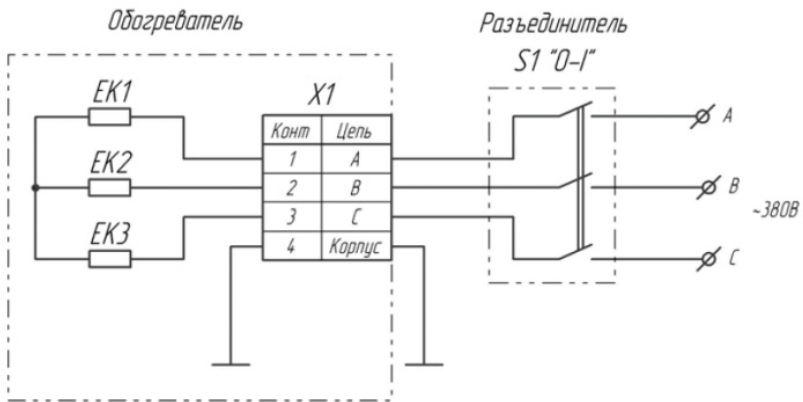 Обогреватель
Разъединитель
S1 "0-I"
EK1
EK2
EK3
X1
Конт Цепь
1 A
2 B
3 C
4 Корпус
A
B
C
~380В